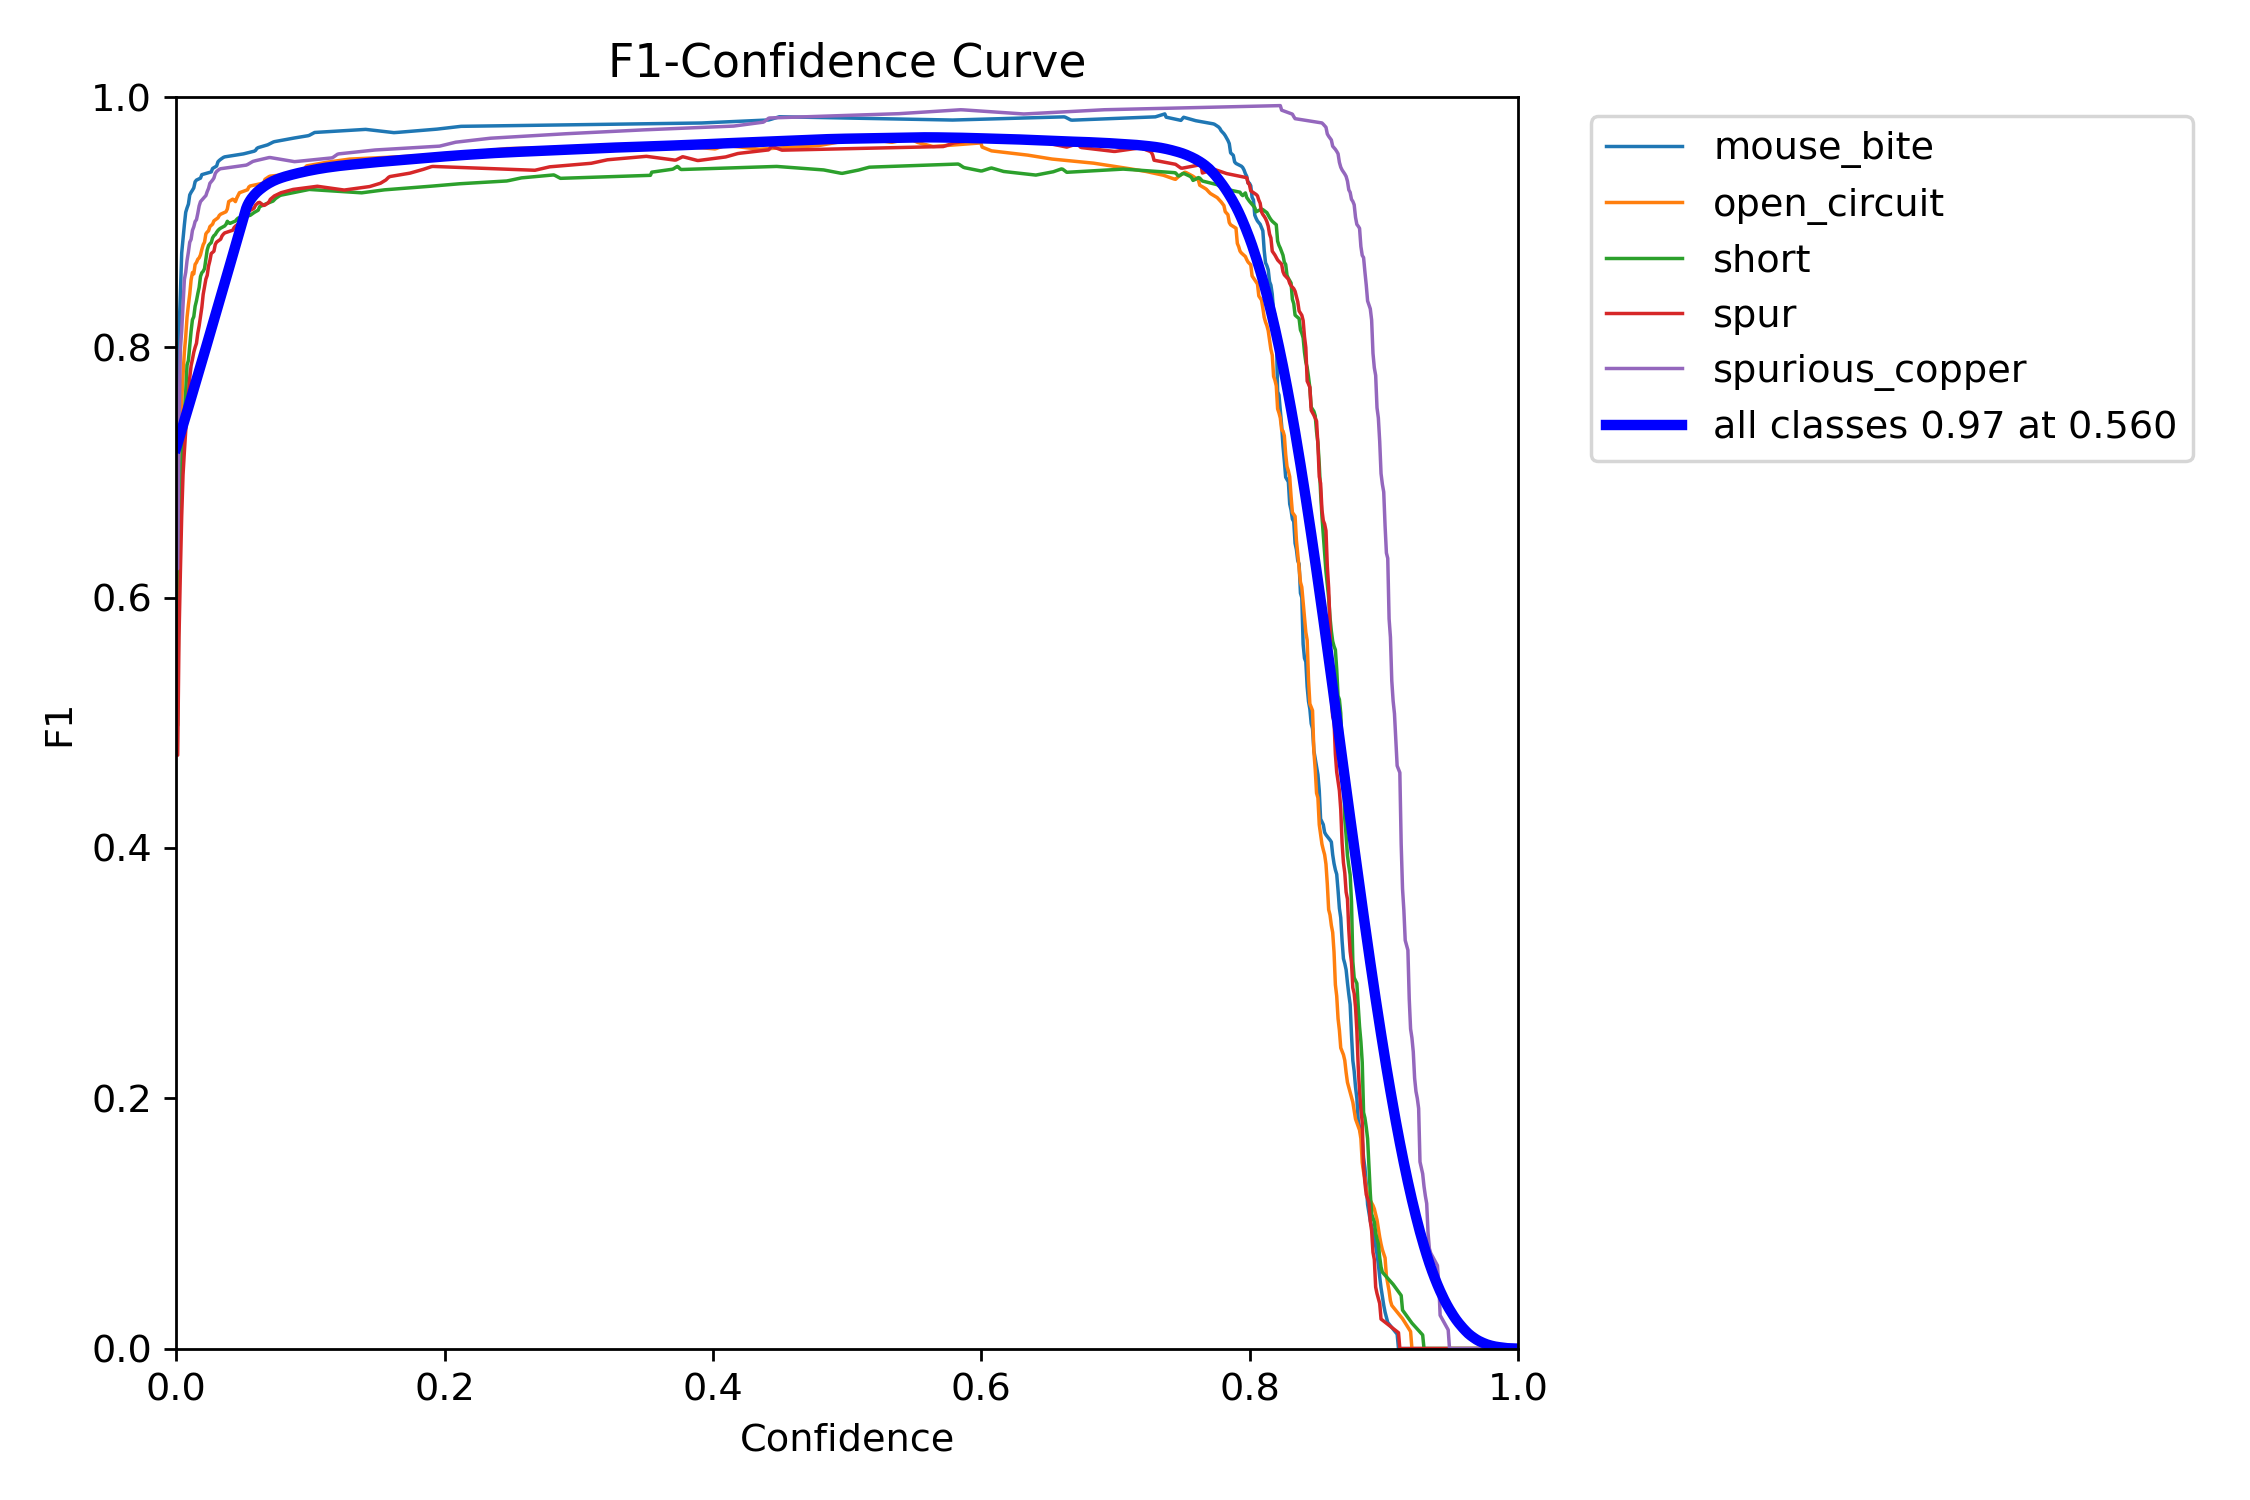 F1-Confidence Curve
1.0
0.8
0.6
0.4
0.2
0.0
F1
0.0 0.2 0.4 0.6 0.8 1.0
Confidence
mouse_bite
open_circuit
short
spur
spurious_copper
all classes 0.97 at 0.560